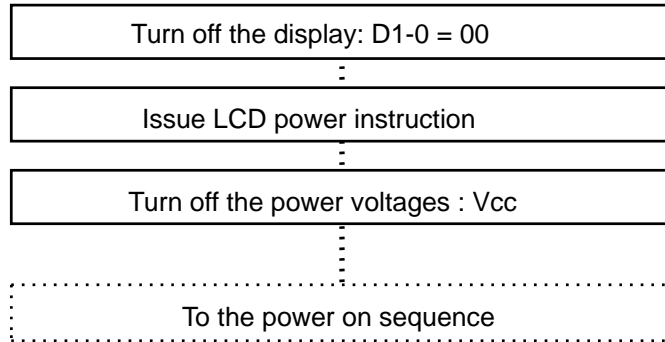 Turn off the display: D1-0 = 00
Issue LCD power instruction
Turn off the power voltages : Vcc
To the power on sequence